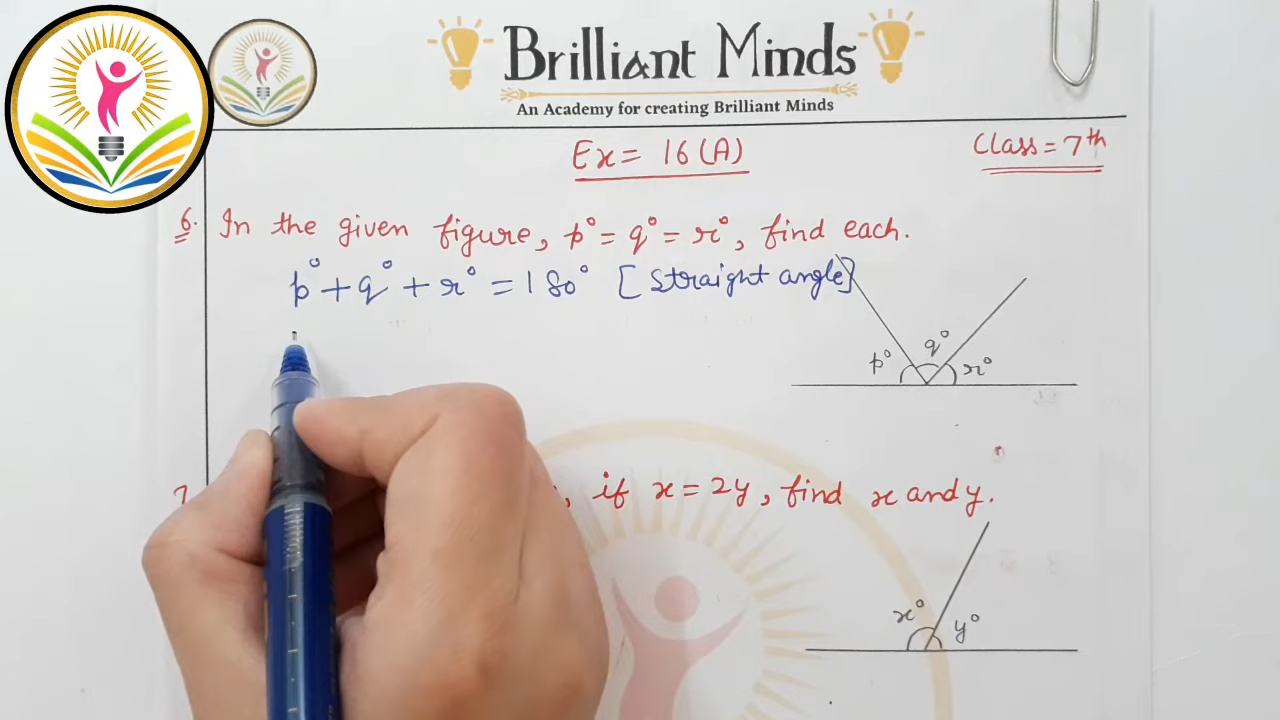 Brilliant Minds
An Academy for creating Brilliant Minds
Ex = 16(A)
Class = 7th
6. In the given figure, p° = q° = r°, find each.
p° + q° + r° = 180° [Straight angle]
p° q° r°
7. , if x = 2y, find x and y.
x° y°